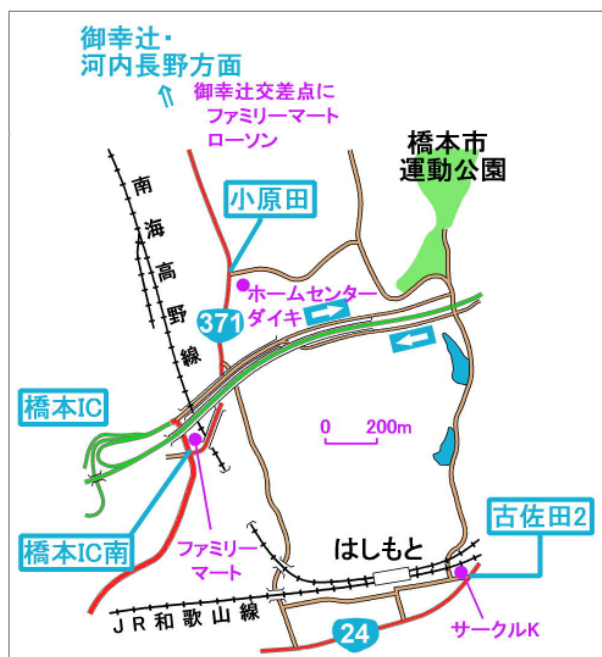 御幸辻・
河内長野方面
御幸辻交差点に
ファミリーマート
ローソン
橋本市
運動公園
南海高野線
小原田
ホームセンター
ダイキ
371
橋本IC
0 200m
橋本IC南
ファミリー
マート
はしもと
古佐田2
JR和歌山線
24
サークルK